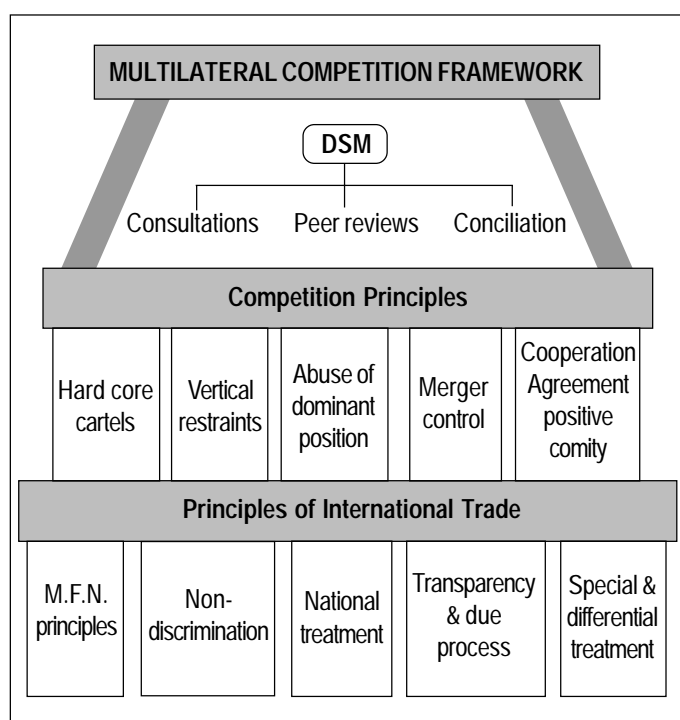 MULTILATERAL COMPETITION FRAMEWORK
DSM
Consultations
Peer reviews
Conciliation
Competition Principles
Hard core
cartels
Vertical
restraints
Abuse of
dominant
position
Merger
control
Cooperation
Agreement
positive
comity
Principles of International Trade
M.F.N.
principles
Non-
discrimination
National
treatment
Transparency
& due
process
Special &
differential
treatment